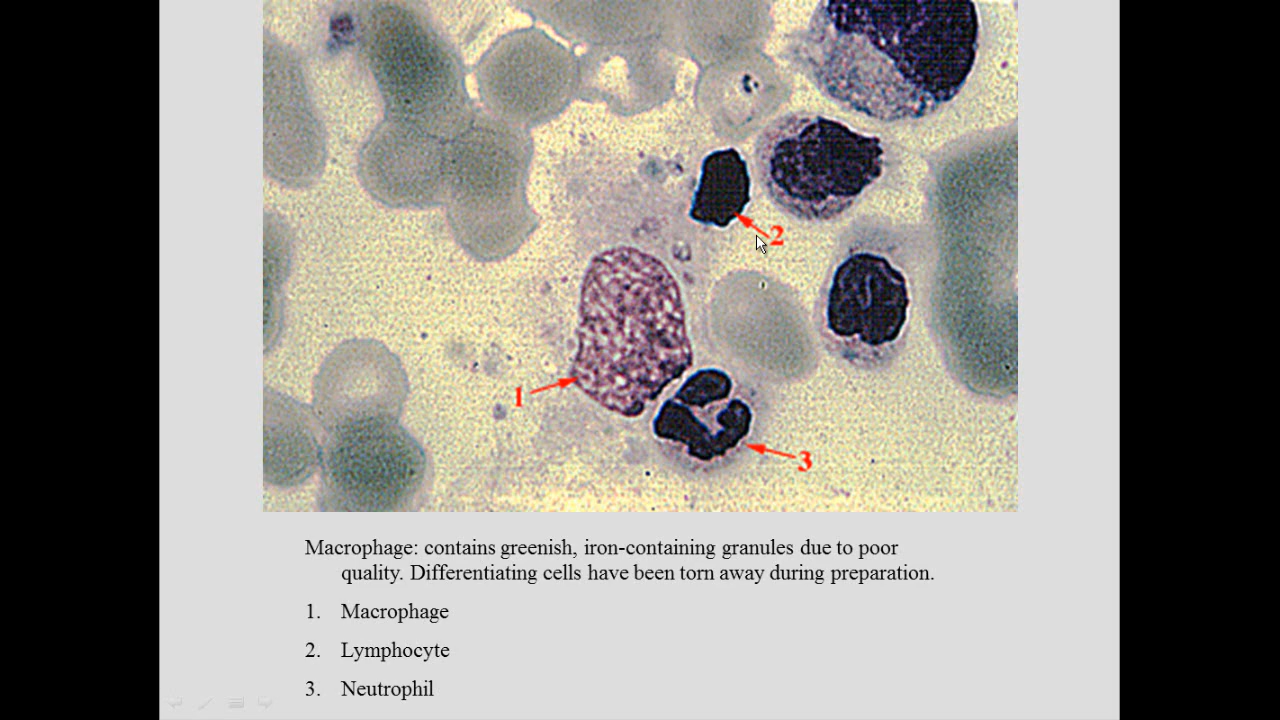 2
1
3
Macrophage: contains greenish, iron-containing granules due to poor
quality. Differentiating cells have been torn away during preparation.
1. Macrophage
2. Lymphocyte
3. Neutrophil